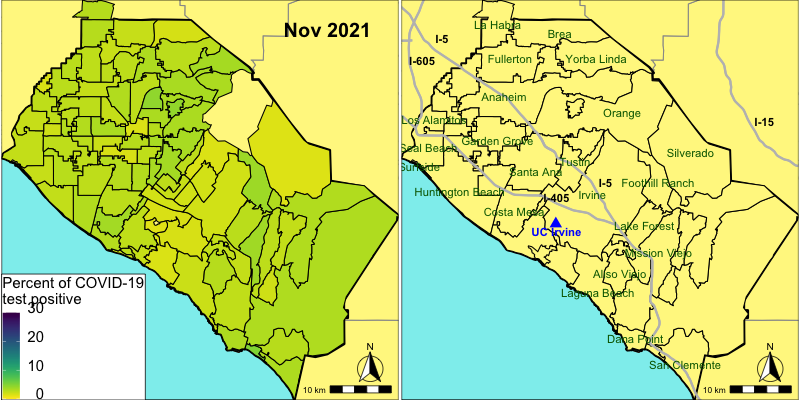 Nov 2021
Percent of COVID-19
test positive
30
20
10
0
N
10 km
La Habra
Brea
I-5
I-605
Fullerton
Yorba Linda
Anaheim
Orange
Los Alamitos
I-15
Garden Grove
Seal Beach
Silverado
Tustin
Sunside
Santa Ana
I-5
Foothill Ranch
Huntington Beach
I-405
Irvine
Costa Mesa
UC Irvine
Lake Forest
Mission Viejo
Aliso Viejo
Laguna Beach
Dana Point
San Clemente
N
10 km